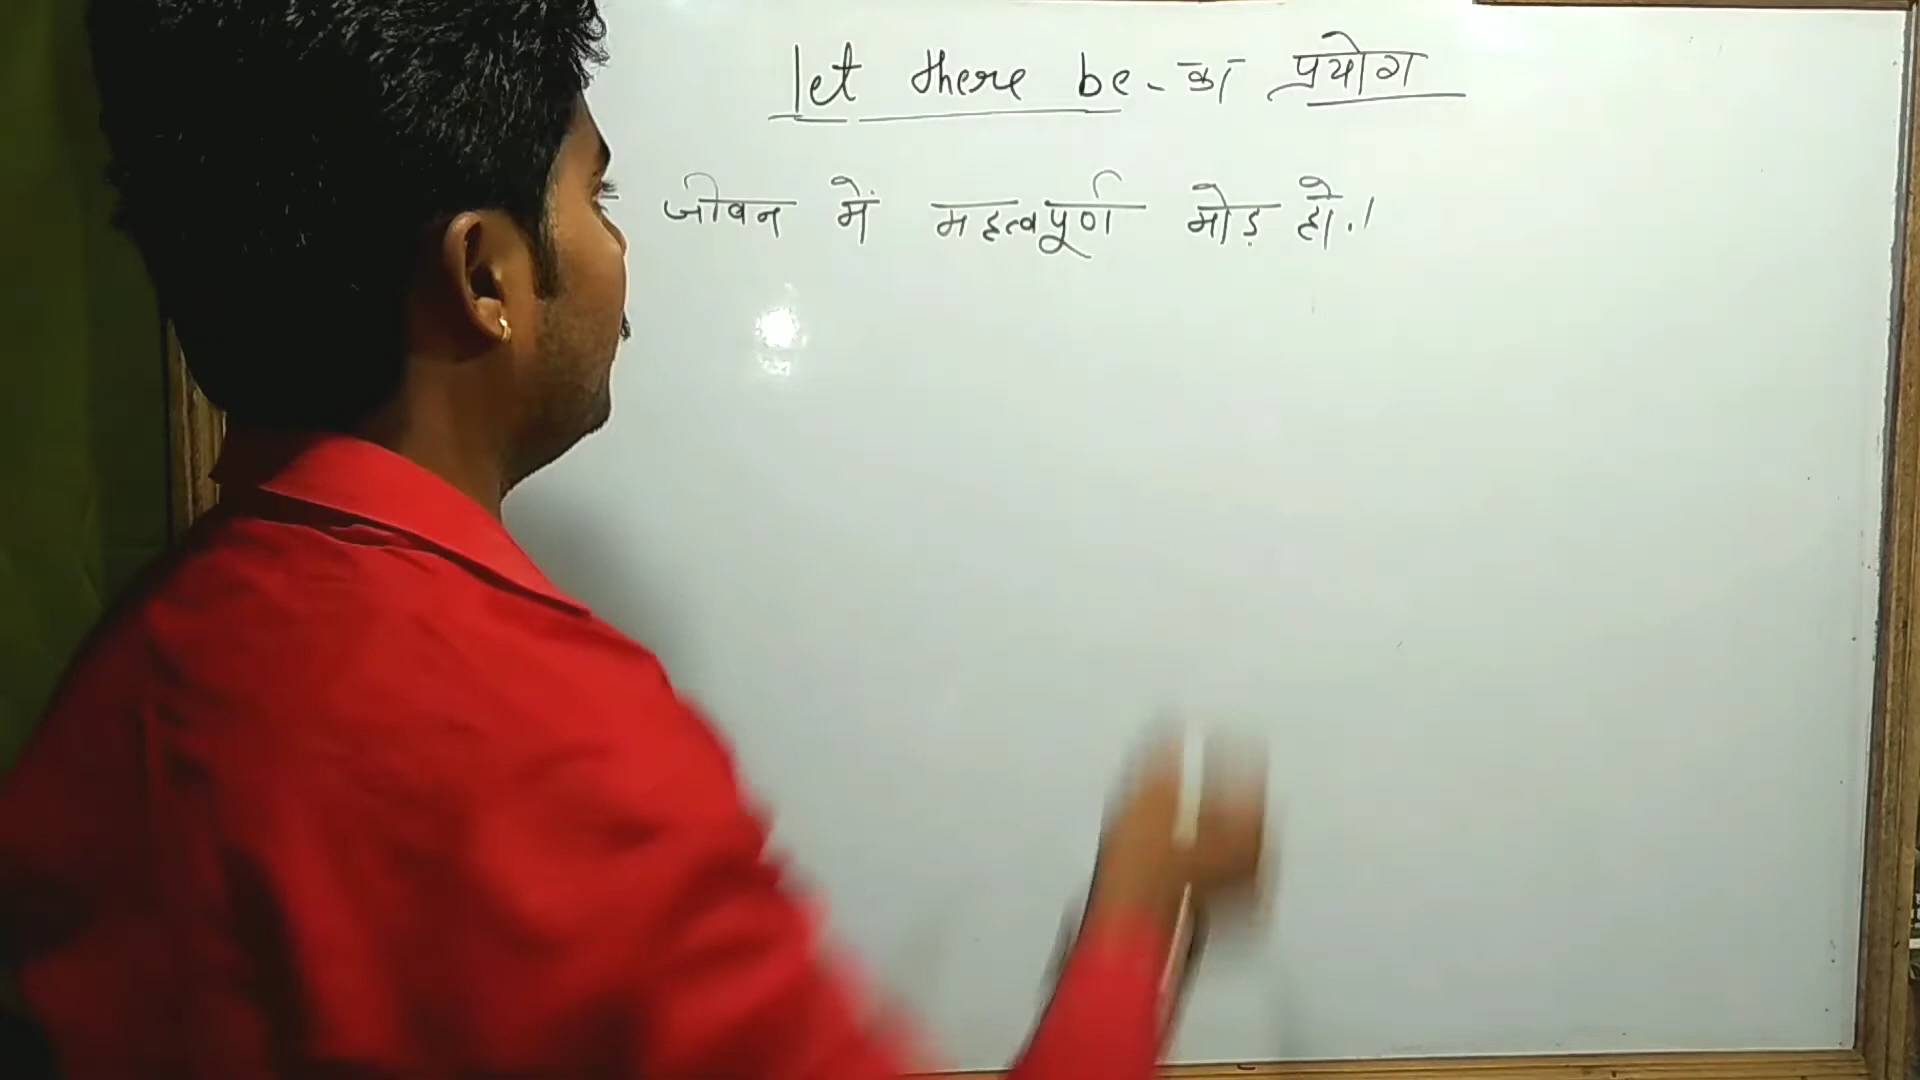 let there be - का प्रयोग
जीवन में महत्वपूर्ण मोड़ हो।